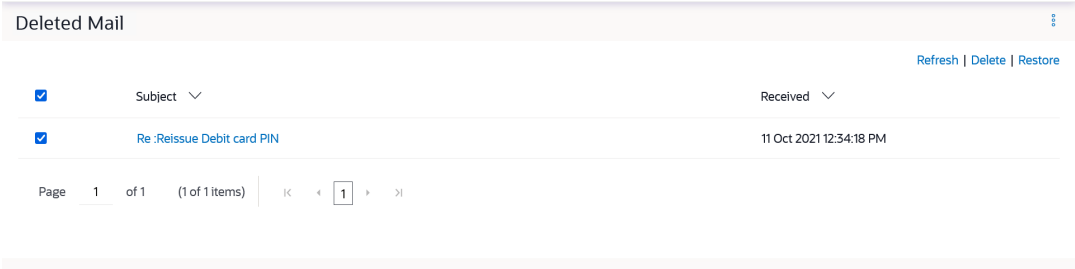 Deleted Mail
Refresh | Delete | Restore
Subject Received
Re :Reissue Debit card PIN 11 Oct 2021 12:34:18 PM
Page 1 of 1 (1 of 1 items) 1